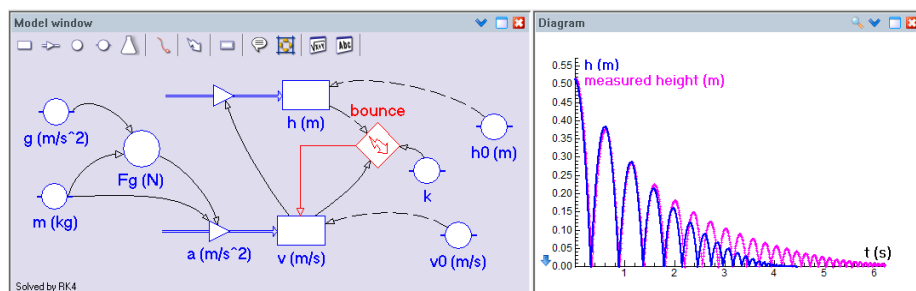 Model window
Var=y
Abc
h (m)
bounce
g (m/s^2)
h0 (m)
Fg (N)
k
m (kg)
a (m/s^2)
v (m/s)
v0 (m/s)
Solved by RK4
Diagram
0.55
h (m)
measured height (m)
0.50
0.45
0.40
0.35
0.30
0.25
0.20
0.15
0.10
0.05
0.00
t (s)
1
2
3
4
5
6